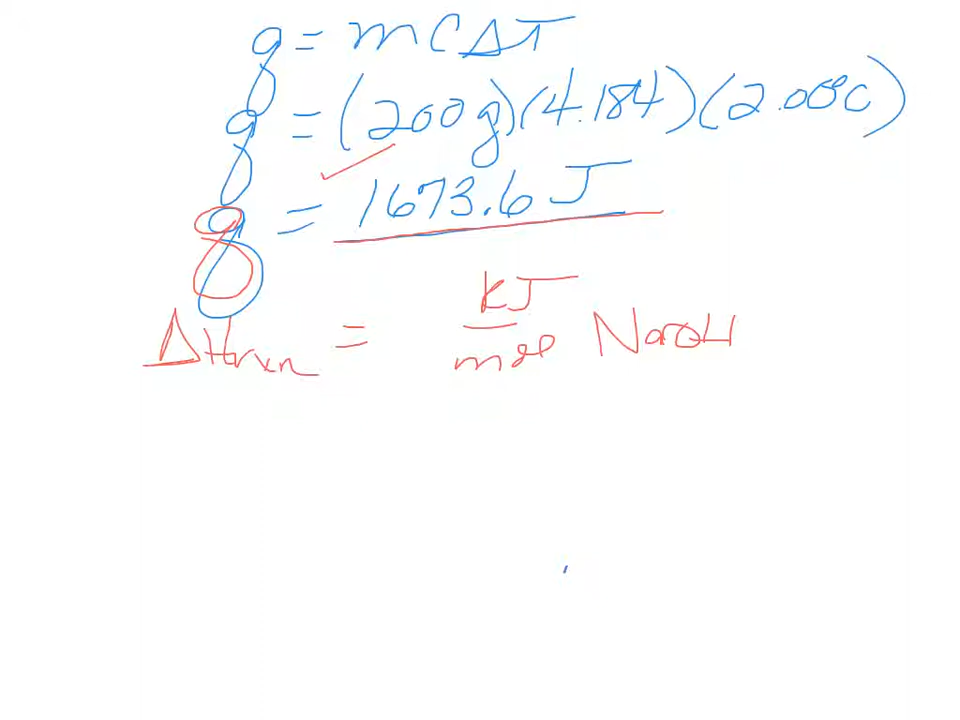 q = mCΔT
q = (200g)(4.184)(2.00°C)
q = 1673.6 J
ΔHrxn = kJ/mol NaOH